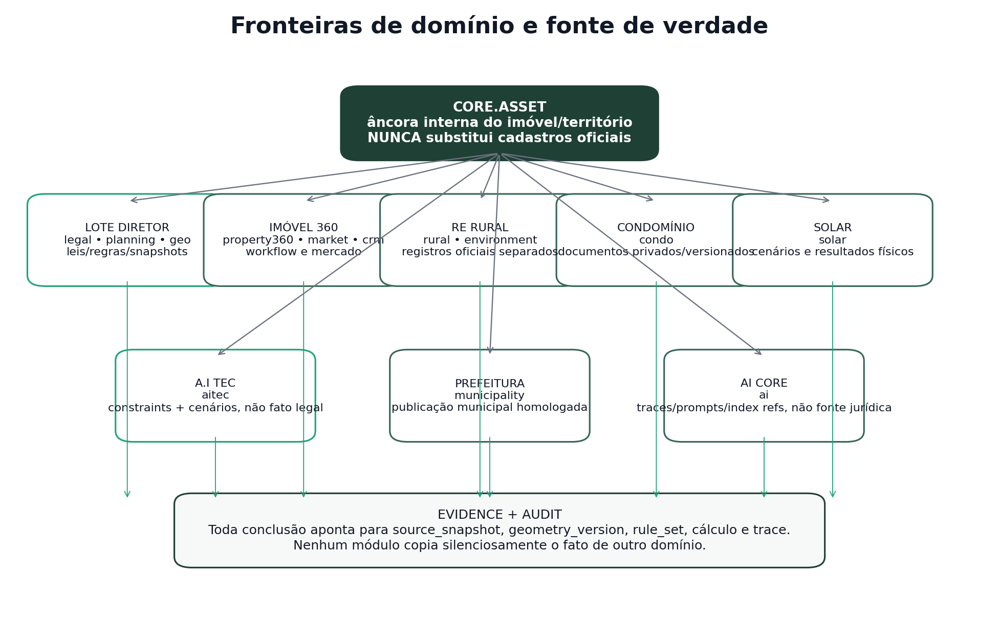 Fronteiras de domínio e fonte de verdade
CORE.ASSET
âncora interna do imóvel/território
NUNCA substitui cadastros oficiais
LOTE DIRETOR
legal • planning • geo
leis/regras/snapshots
IMÓVEL 360
property360 • market • crm
workflow e mercado
RE RURAL
rural • environment
registros oficiais separados
CONDOMÍNIO
condo
documentos privados/versionados
SOLAR
solar
cenários e resultados físicos
A.I TEC
aitec
constraints + cenários, não fato legal
PREFEITURA
municipality
publicação municipal homologada
AI CORE
ai
traces/prompts/index refs, não fonte jurídica
EVIDENCE + AUDIT
Toda conclusão aponta para source_snapshot, geometry_version, rule_set, cálculo e trace.
Nenhum módulo copia silenciosamente o fato de outro domínio.